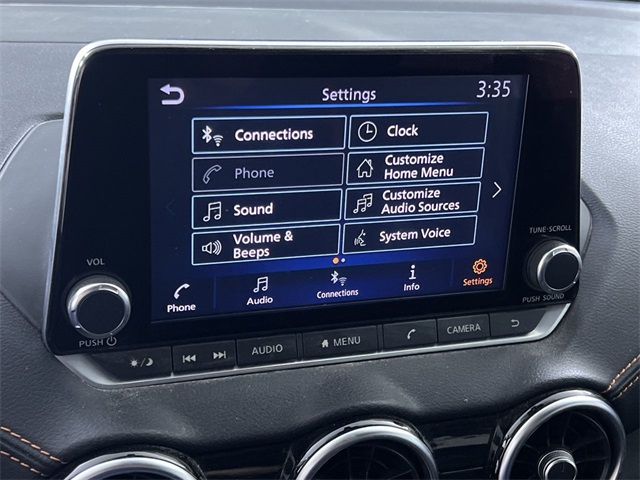 Settings
3:35
Connections
Clock
Phone
Customize
Home Menu
Sound
Customize
Audio Sources
Volume &
Beeps
System Voice
Phone
Audio
Connections
Info
Settings
VOL
PUSH
TUNE·SCROLL
PUSH SOUND
AUDIO
MENU
CAMERA